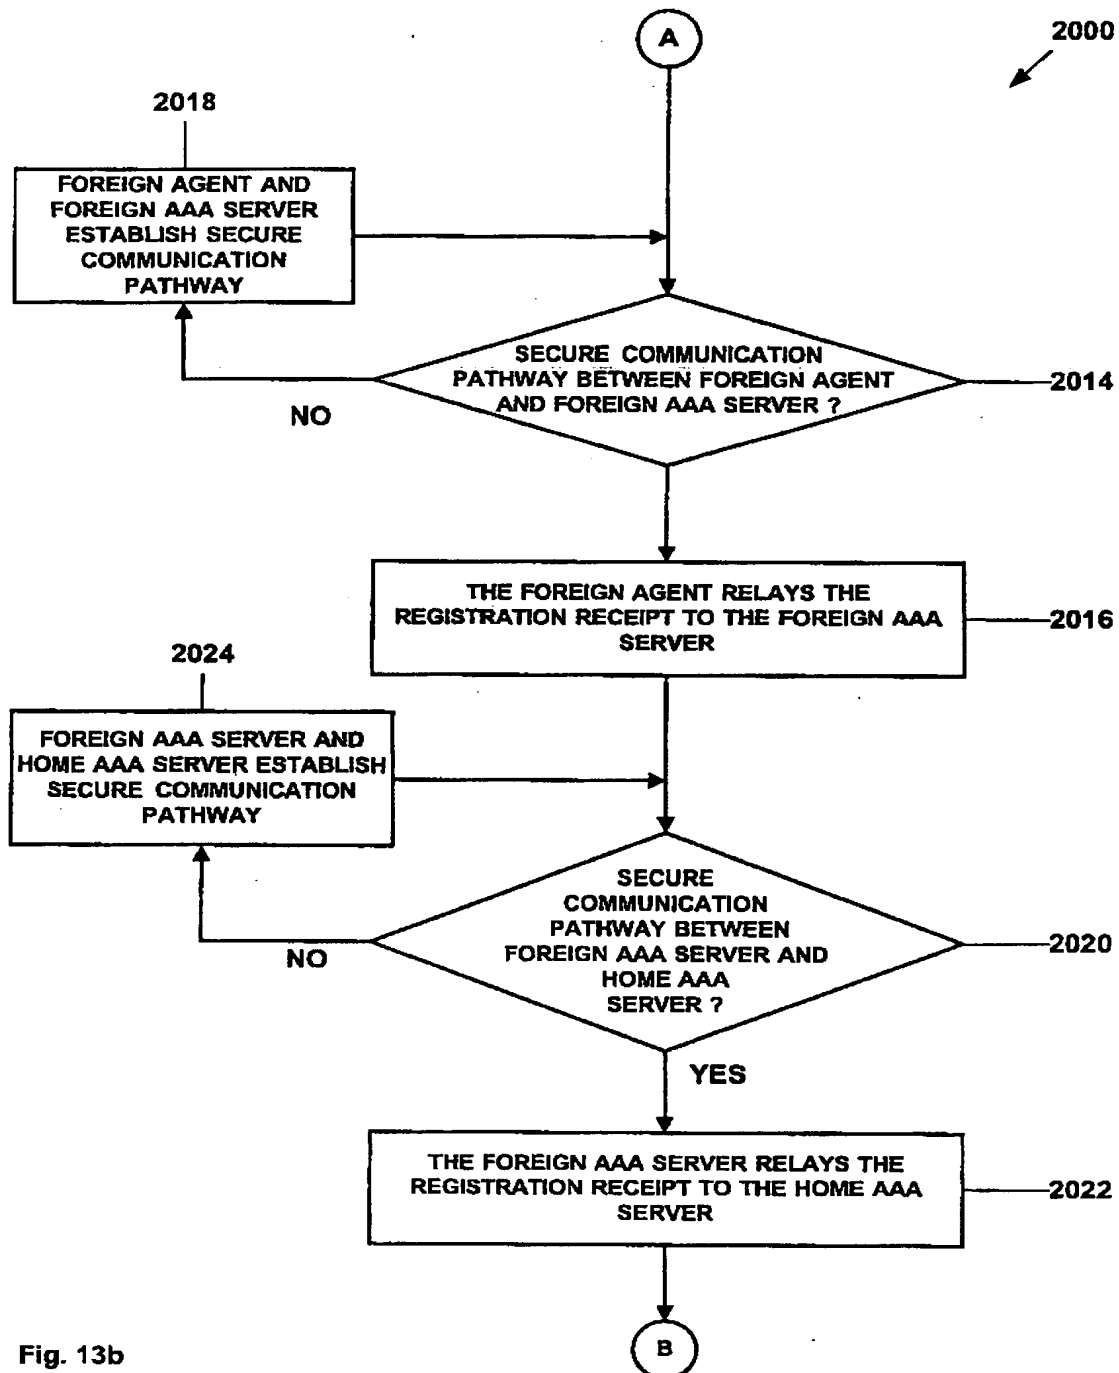 A
2000
2018
FOREIGN AGENT AND
FOREIGN AAA SERVER
ESTABLISH SECURE
COMMUNICATION
PATHWAY
SECURE COMMUNICATION
PATHWAY BETWEEN FOREIGN AGENT
AND FOREIGN AAA SERVER ?
2014
NO
THE FOREIGN AGENT RELAYS THE
REGISTRATION RECEIPT TO THE FOREIGN AAA
SERVER
2016
2024
FOREIGN AAA SERVER AND
HOME AAA SERVER ESTABLISH
SECURE COMMUNICATION
PATHWAY
SECURE
COMMUNICATION
PATHWAY BETWEEN
FOREIGN AAA SERVER AND
HOME AAA
SERVER ?
2020
NO
YES
THE FOREIGN AAA SERVER RELAYS THE
REGISTRATION RECEIPT TO THE HOME AAA
SERVER
2022
B
Fig. 13b